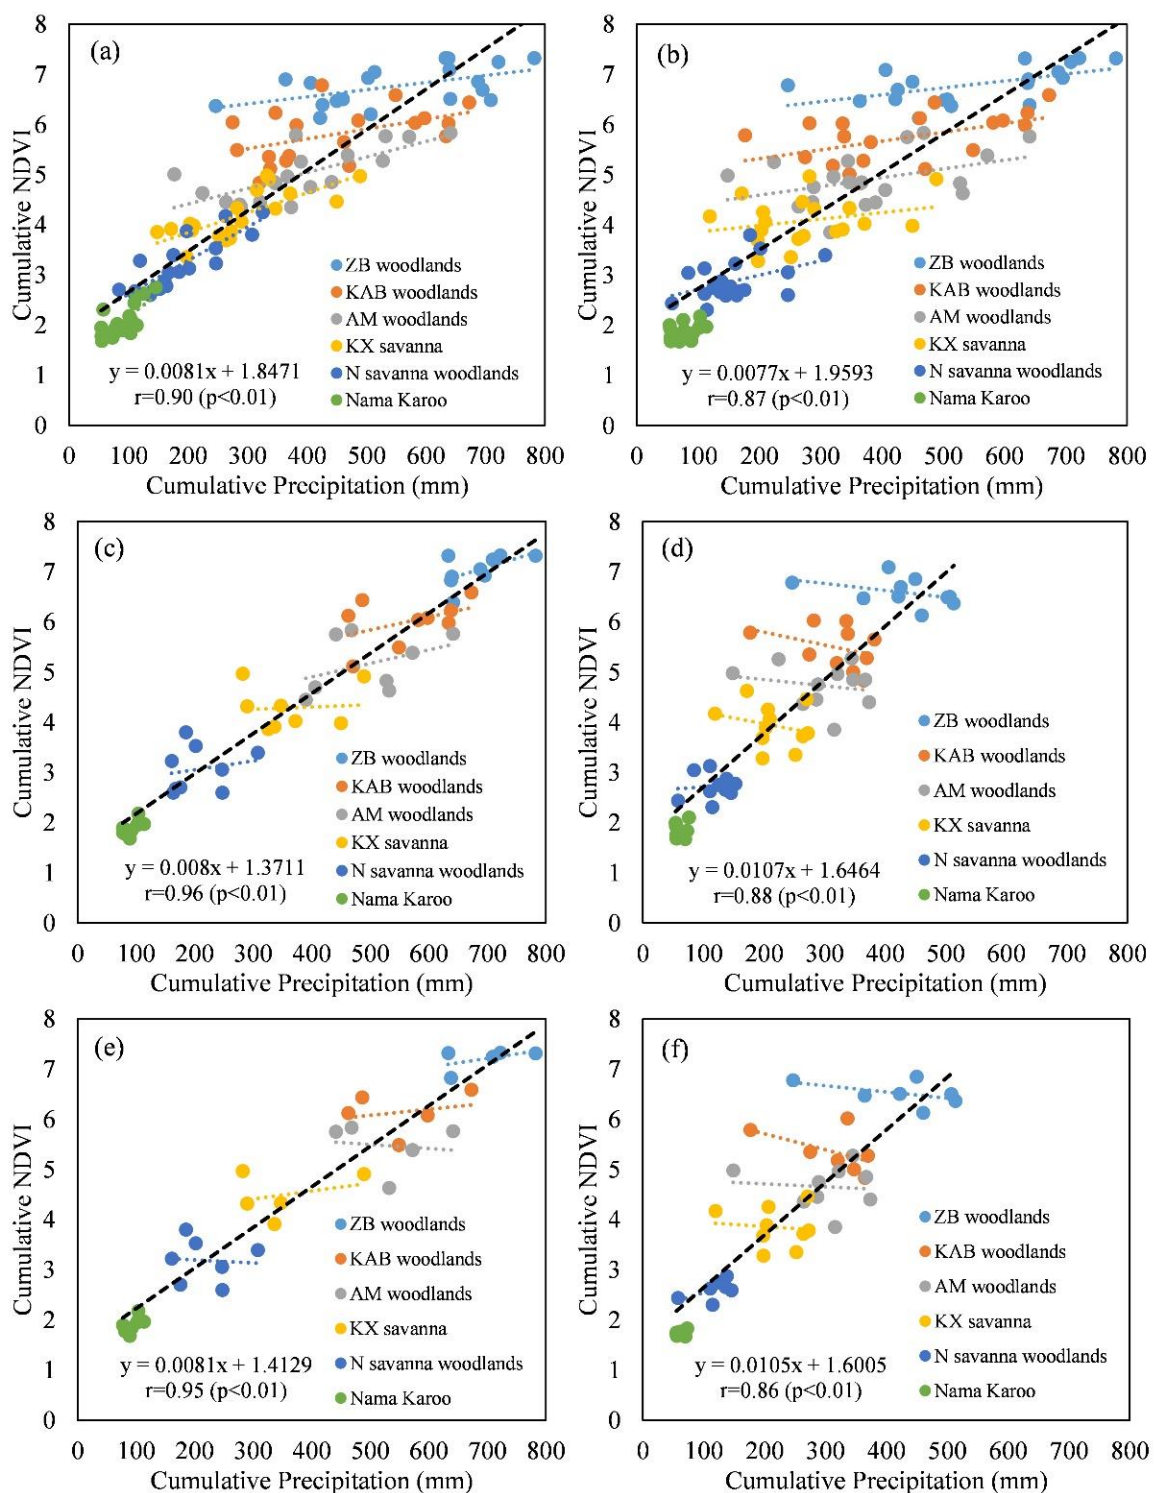 (a)
8
7
6
5
4
3
2
1
0
Cumulative NDVI
ZB woodlands
KAB woodlands
AM woodlands
KX savanna
N savanna woodlands
Nama Karoo
y = 0.0081x + 1.8471
r=0.90 (p<0.01)
0 100 200 300 400 500 600 700 800
Cumulative Precipitation (mm)
(b)
8
7
6
5
4
3
2
1
0
Cumulative NDVI
ZB woodlands
KAB woodlands
AM woodlands
KX savanna
N savanna woodlands
Nama Karoo
y = 0.0077x + 1.9593
r=0.87 (p<0.01)
0 100 200 300 400 500 600 700 800
Cumulative Precipitation (mm)
(c)
8
7
6
5
4
3
2
1
0
Cumulative NDVI
ZB woodlands
KAB woodlands
AM woodlands
KX savanna
N savanna woodlands
Nama Karoo
y = 0.008x + 1.3711
r=0.96 (p<0.01)
0 100 200 300 400 500 600 700 800
Cumulative Precipitation (mm)
(d)
8
7
6
5
4
3
2
1
0
Cumulative NDVI
ZB woodlands
KAB woodlands
AM woodlands
KX savanna
N savanna woodlands
Nama Karoo
y = 0.0107x + 1.6464
r=0.88 (p<0.01)
0 100 200 300 400 500 600 700 800
Cumulative Precipitation (mm)
(e)
8
7
6
5
4
3
2
1
0
Cumulative NDVI
ZB woodlands
KAB woodlands
AM woodlands
KX savanna
N savanna woodlands
Nama Karoo
y = 0.0081x + 1.4129
r=0.95 (p<0.01)
0 100 200 300 400 500 600 700 800
Cumulative Precipitation (mm)
(f)
8
7
6
5
4
3
2
1
0
Cumulative NDVI
ZB woodlands
KAB woodlands
AM woodlands
KX savanna
N savanna woodlands
Nama Karoo
y = 0.0105x + 1.6005
r=0.86 (p<0.01)
0 100 200 300 400 500 600 700 800
Cumulative Precipitation (mm)